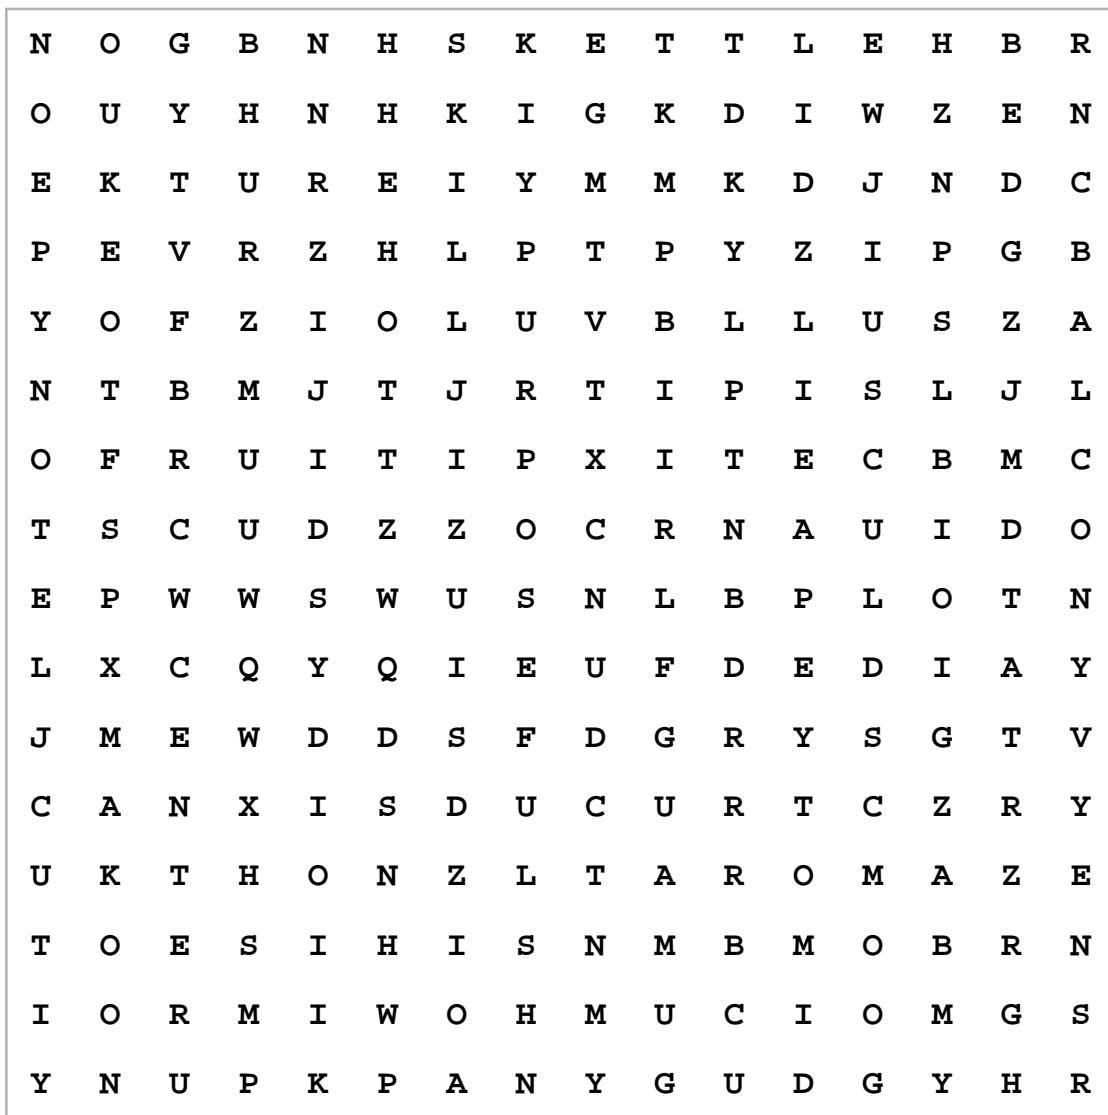 N O G B N H S K E T T L E H B R
O U Y H N H K I G K D I W Z E N
E K T U R E I Y M M K D J N D C
P E V R Z H L P T P Y Z I P G B
Y O F Z I O L U V B L L U S Z A
N T B M J T J R T I P I S L J L
O F R U I T I P X I T E C B M C
T S C U D Z Z O C R N A U I D O
E P W W S W U S N L B P L O T N
L X C Q Y Q I E U F D E D I A Y
J M E W D D S F D G R Y S G T V
C A N X I S D U C U R T C Z R Y
U K T H O N Z L T A R O M A Z E
T O E S I H I S N M B M O B R N
I O R M I W O H M U C I O M G S
Y N U P K P A N Y G U D G Y H R